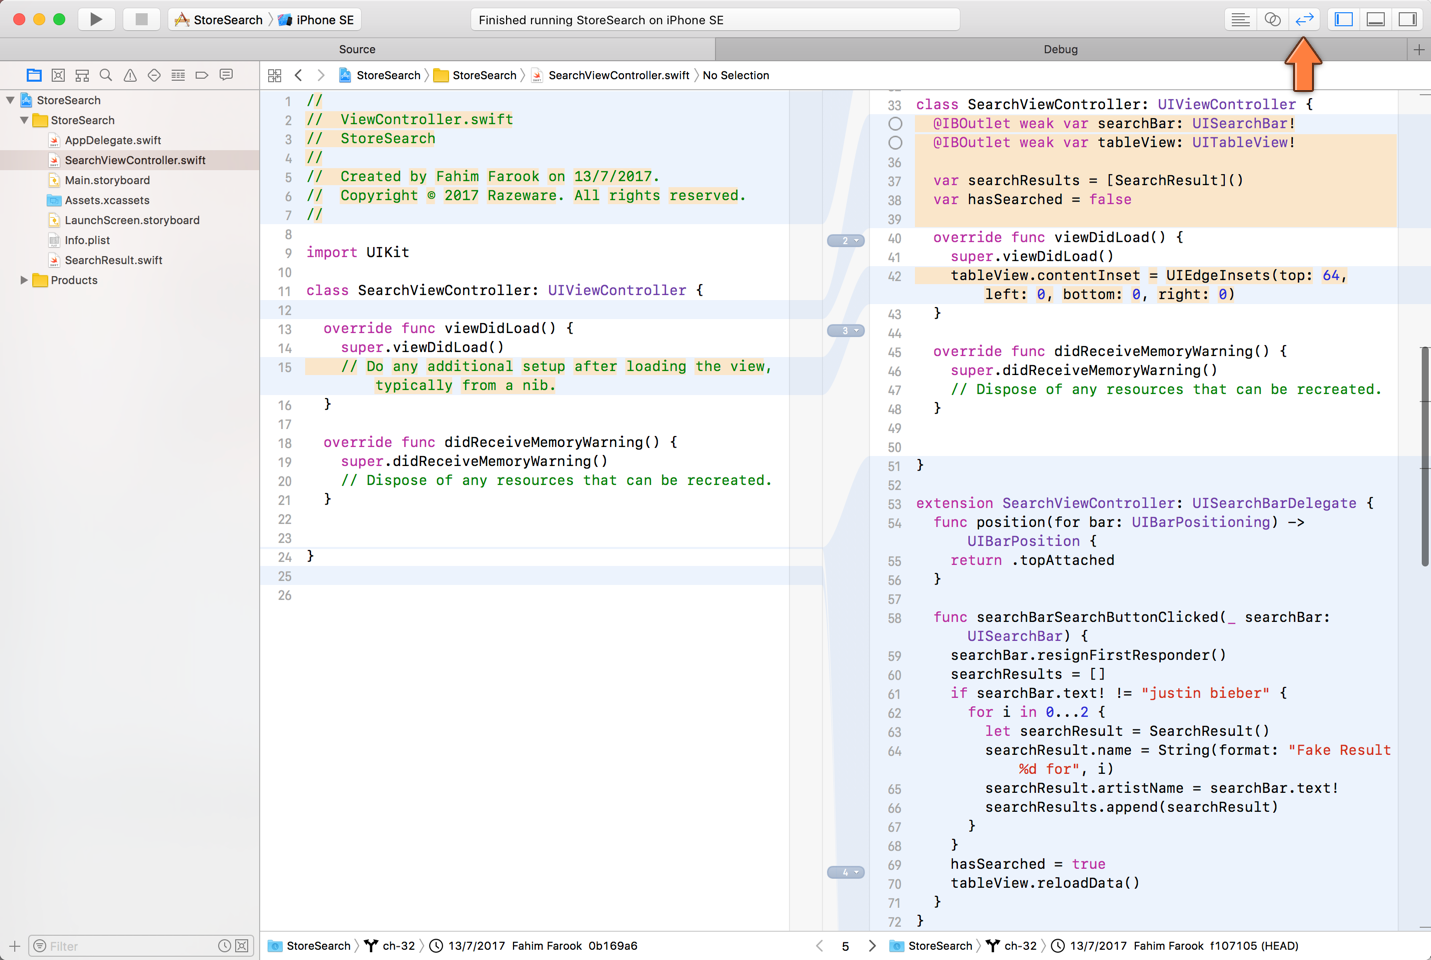 StoreSearch 〉 iPhone SE
Finished running StoreSearch on iPhone SE
Source
Debug
StoreSearch
StoreSearch
AppDelegate.swift
SearchViewController.swift
Main.storyboard
Assets.xcassets
LaunchScreen.storyboard
Info.plist
SearchResult.swift
Products
Filter
StoreSearch 〉 StoreSearch 〉 SearchViewController.swift 〉 No Selection
1 //
2 //  ViewController.swift
3 //  StoreSearch
4 //
5 //  Created by Fahim Farook on 13/7/2017.
6 //  Copyright © 2017 Razeware. All rights reserved.
7 //
8
9 import UIKit
10
11 class SearchViewController: UIViewController {
12
13   override func viewDidLoad() {
14     super.viewDidLoad()
15     // Do any additional setup after loading the view,
typically from a nib.
16   }
17
18   override func didReceiveMemoryWarning() {
19     super.didReceiveMemoryWarning()
20     // Dispose of any resources that can be recreated.
21   }
22
23
24 }
25
26
2
3
4
33 class SearchViewController: UIViewController {
@IBOutlet weak var searchBar: UISearchBar!
@IBOutlet weak var tableView: UITableView!
36
37   var searchResults = [SearchResult]()
38   var hasSearched = false
39
40   override func viewDidLoad() {
41     super.viewDidLoad()
42     tableView.contentInset = UIEdgeInsets(top: 64,
left: 0, bottom: 0, right: 0)
43   }
44
45   override func didReceiveMemoryWarning() {
46     super.didReceiveMemoryWarning()
47     // Dispose of any resources that can be recreated.
48   }
49
50
51 }
52
53 extension SearchViewController: UISearchBarDelegate {
54   func position(for bar: UIBarPositioning) ->
UIBarPosition {
55     return .topAttached
56   }
57
58   func searchBarSearchButtonClicked(_ searchBar:
UISearchBar) {
59     searchBar.resignFirstResponder()
60     searchResults = []
61     if searchBar.text! != "justin bieber" {
62       for i in 0...2 {
63         let searchResult = SearchResult()
64         searchResult.name = String(format: "Fake Result
%d for", i)
65         searchResult.artistName = searchBar.text!
66         searchResults.append(searchResult)
67       }
68     }
69     hasSearched = true
70     tableView.reloadData()
71   }
72 }
StoreSearch 〉 ch-32 〉 13/7/2017 Fahim Farook 0b169a6
5
StoreSearch 〉 ch-32 〉 13/7/2017 Fahim Farook f107105 (HEAD)